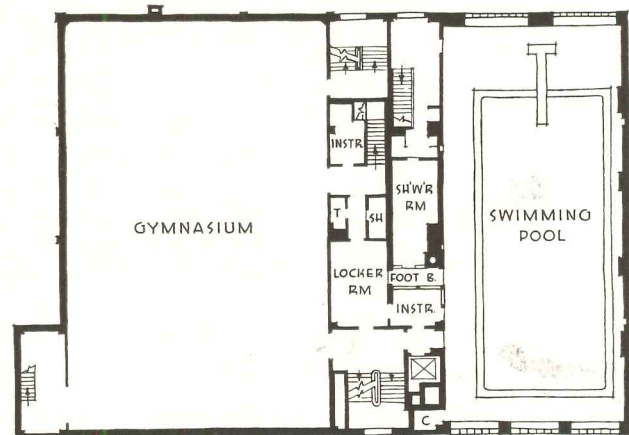 GYMNASIUM
INSTR.
T
SH
LOCKER
RM
SH'W'R
RM
FOOT B.
INSTR.
C
SWIMMING
POOL